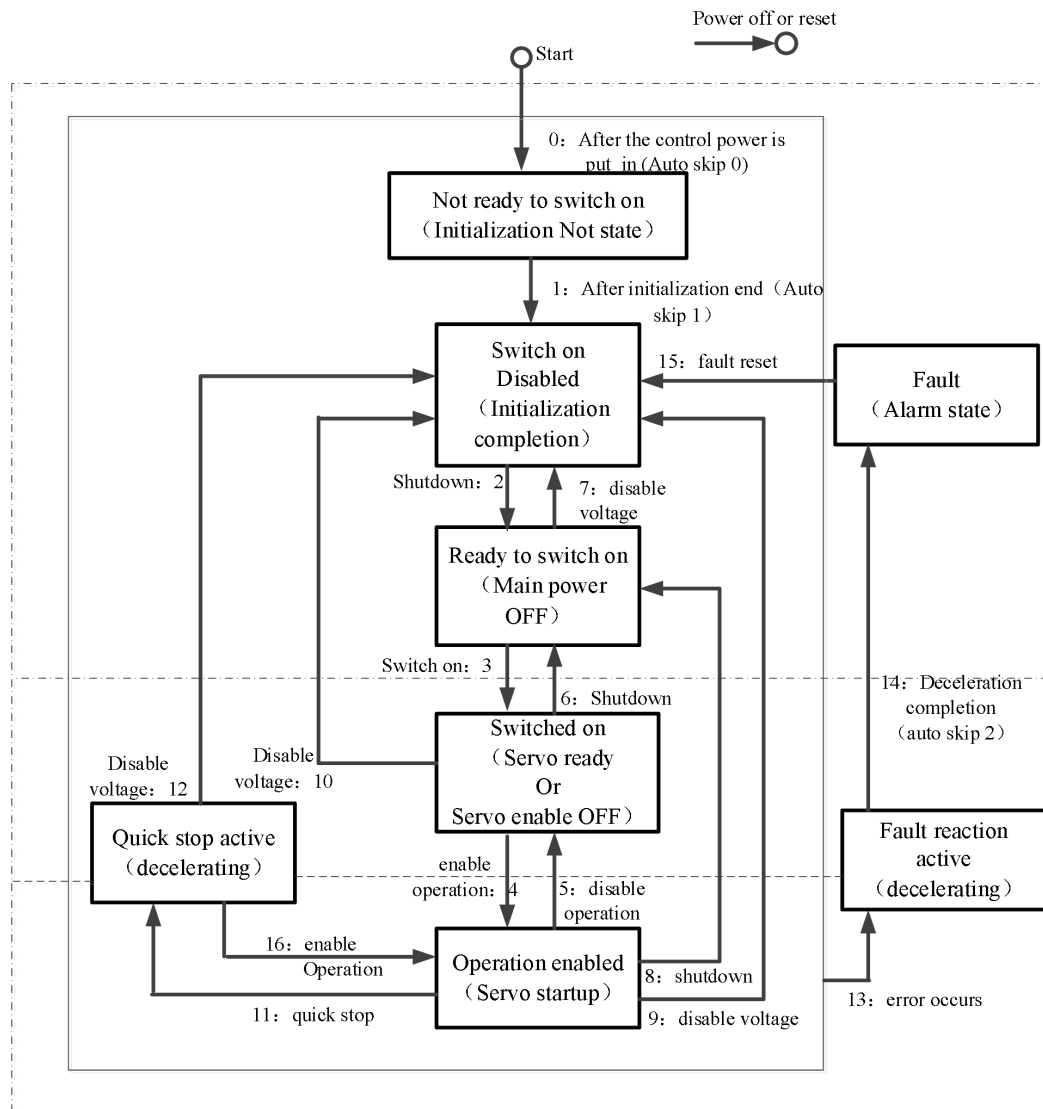 Power off or reset
Start
0：After the control power is
put in (Auto skip 0)
Not ready to switch on
（Initialization Not state）
1：After initialization end（Auto
skip 1）
Switch on
Disabled
（Initialization
completion）
15：fault reset
Fault
（Alarm state）
Shutdown：2
7：disable
voltage
Ready to switch on
（Main power
OFF）
Switch on：3
6：Shutdown
14：Deceleration
completion
（auto skip 2）
Switched on
（Servo ready
Or
Servo enable OFF）
Disable
voltage：12
Disable
voltage：10
Quick stop active
（decelerating）
Fault reaction
active
（decelerating）
enable
operation：4
5：disable
operation
16：enable
Operation
Operation enabled
（Servo startup）
8：shutdown
13：error occurs
11：quick stop
9：disable voltage